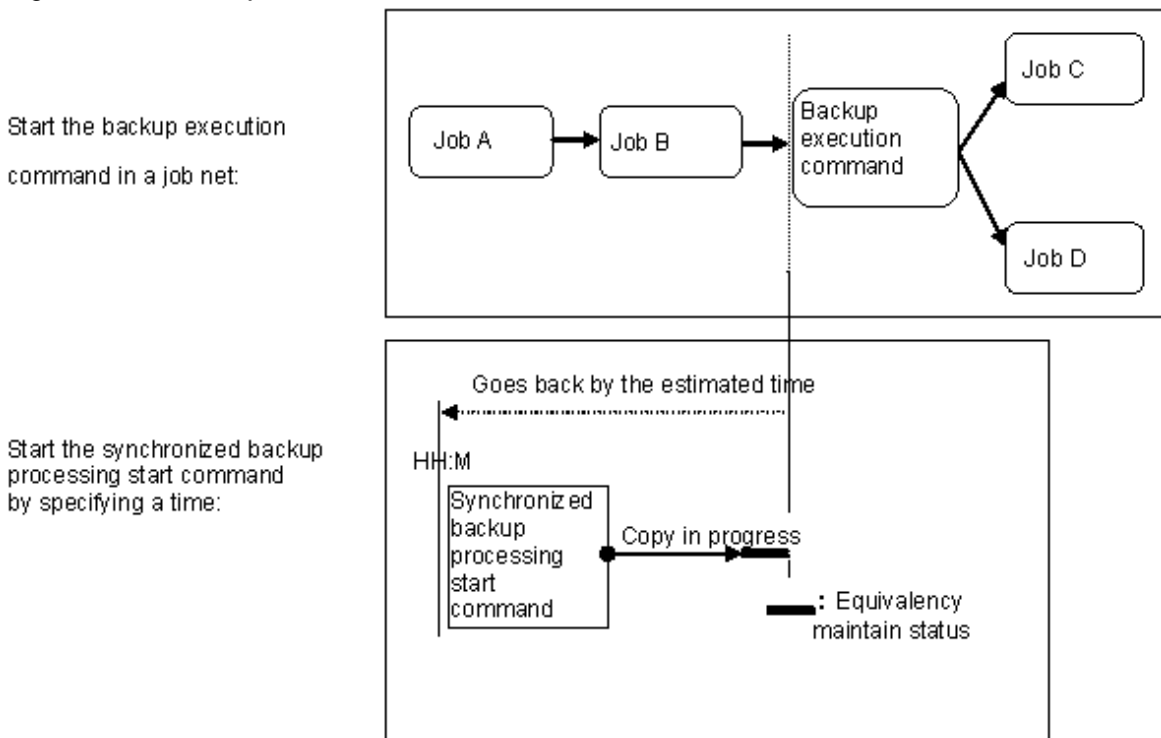 Start the backup execution
command in a job net:
Job A
Job B
Backup
execution
command
Job C
Job D
Goes back by the estimated time
Start the synchronized backup
processing start command
by specifying a time:
HH:M
Synchronized
backup
processing
start
command
Copy in progress
: Equivalency
maintain status